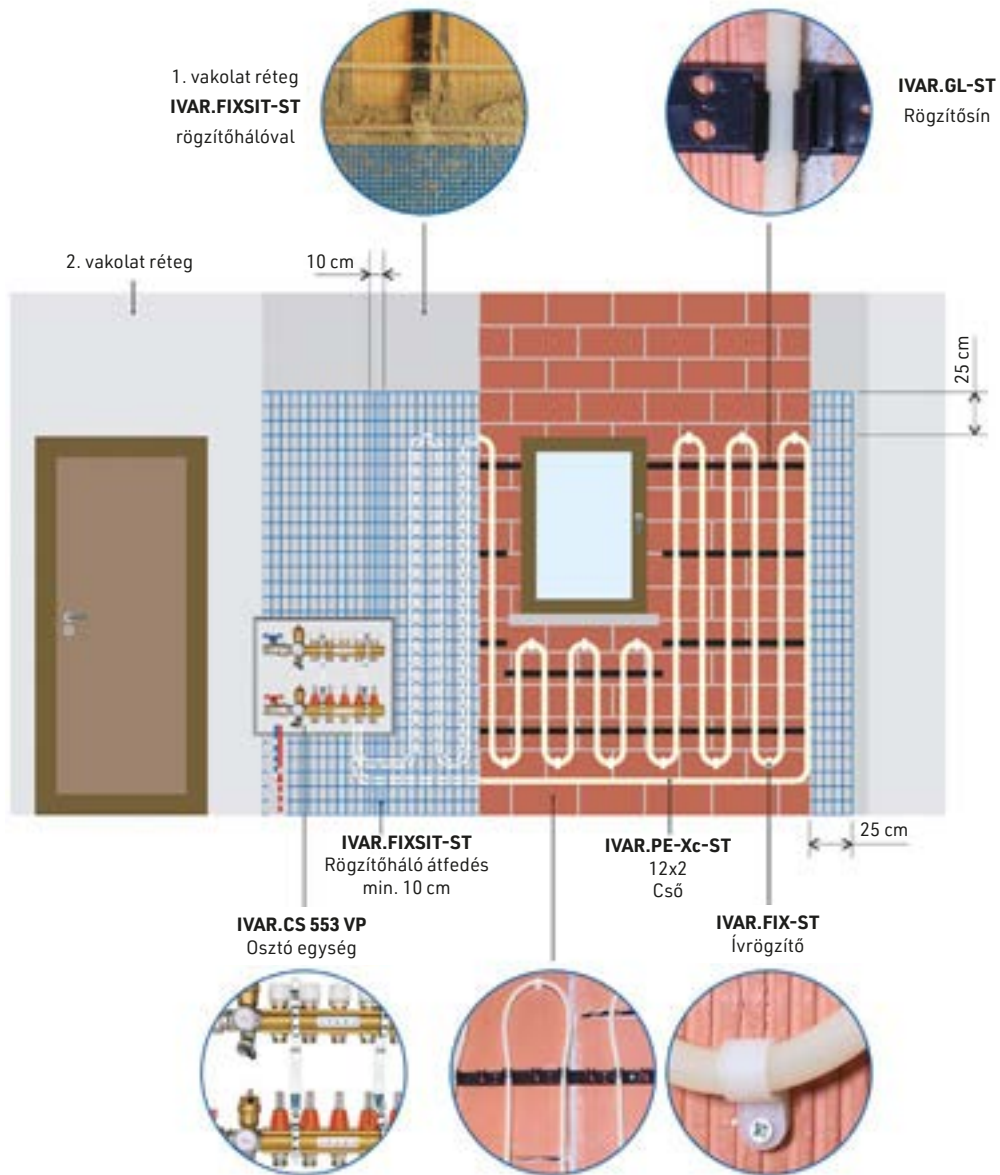 1. vakolat réteg
IVAR.FIXSIT-ST
rögzítőhálóval
IVAR.GL-ST
Rögzítősín
2. vakolat réteg
10 cm
25 cm
IVAR.FIXSIT-ST
Rögzítőháló átfedés
min. 10 cm
IVAR.PE-Xc-ST
12x2
Cső
25 cm
IVAR.CS 553 VP
Osztó egység
IVAR.FIX-ST
Ívrögzítő